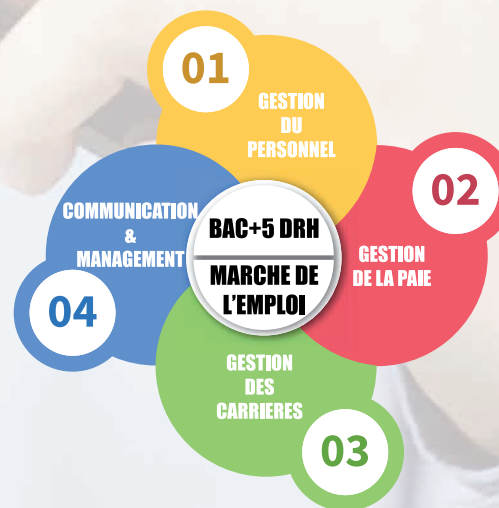 01
GESTION
DU
PERSONNEL
02
GESTION
DE LA PAIE
03
GESTION
DES
CARRIERES
04
COMMUNICATION
&
MANAGEMENT
BAC+5 DRH
MARCHE DE
L'EMPLOI